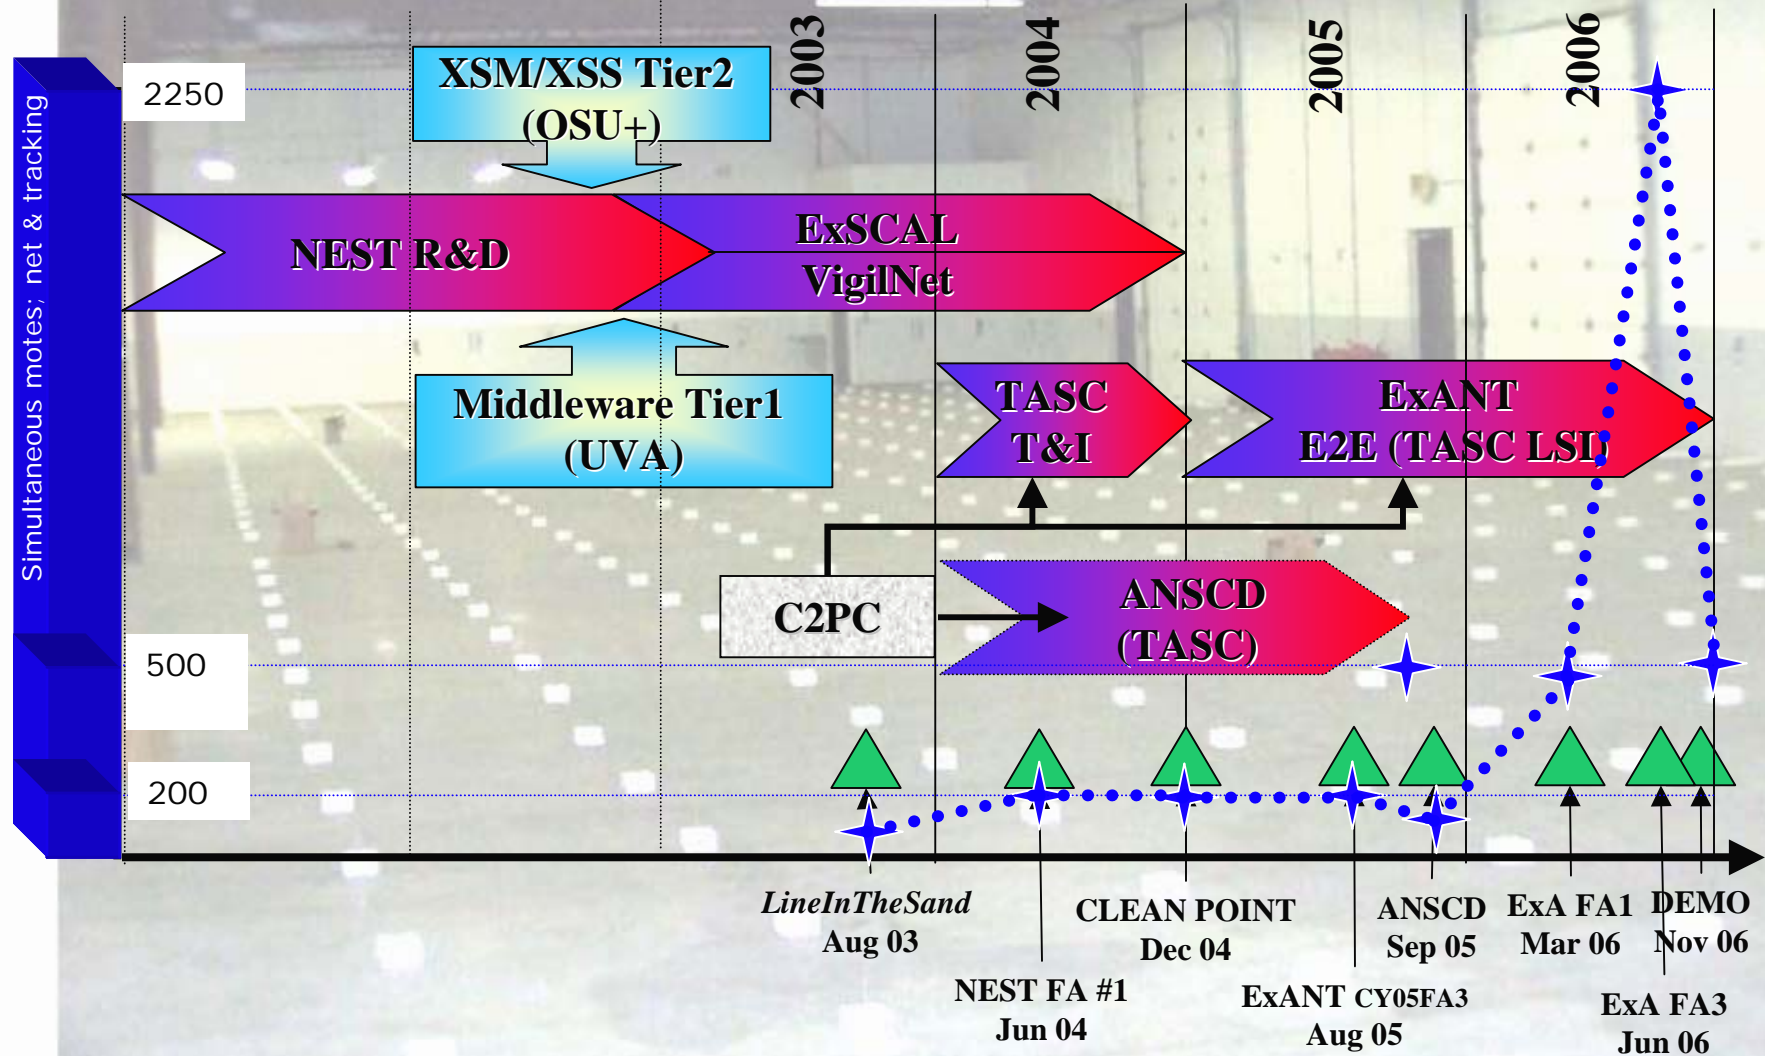 2003
2004
2005
2006
Simultaneous motes; net & tracking
2250
500
200
XSM/XSS Tier2
(OSU+)
NEST R&D
ExSCAL
VigilNet
Middleware Tier1
(UVA)
TASC
T&I
ExANT
E2E (TASC LSI)
C2PC
ANSCD
(TASC)
LineInTheSand
Aug 03
NEST FA #1
Jun 04
CLEAN POINT
Dec 04
ExANT CY05FA3
Aug 05
ANSCD
Sep 05
ExA FA1
Mar 06
ExA FA3
Jun 06
DEMO
Nov 06